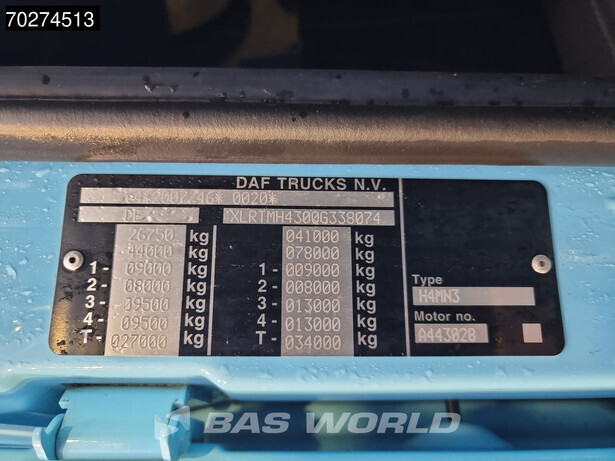 70274513
DAF TRUCKS N.V.
e4*2007/46* 0020*
DE XLRTMH4300G338074
26750 kg 041000 kg
44000 kg 078000 kg
1 - 09000 kg 1 - 009000 kg
2 - 08000 kg 2 - 008000 kg
3 - 09500 kg 3 - 013000 kg
4 - 09500 kg 4 - 013000 kg
T - 027000 kg T - 034000 kg
Type
H4MN3
Motor no.
A443028
BAS WORLD